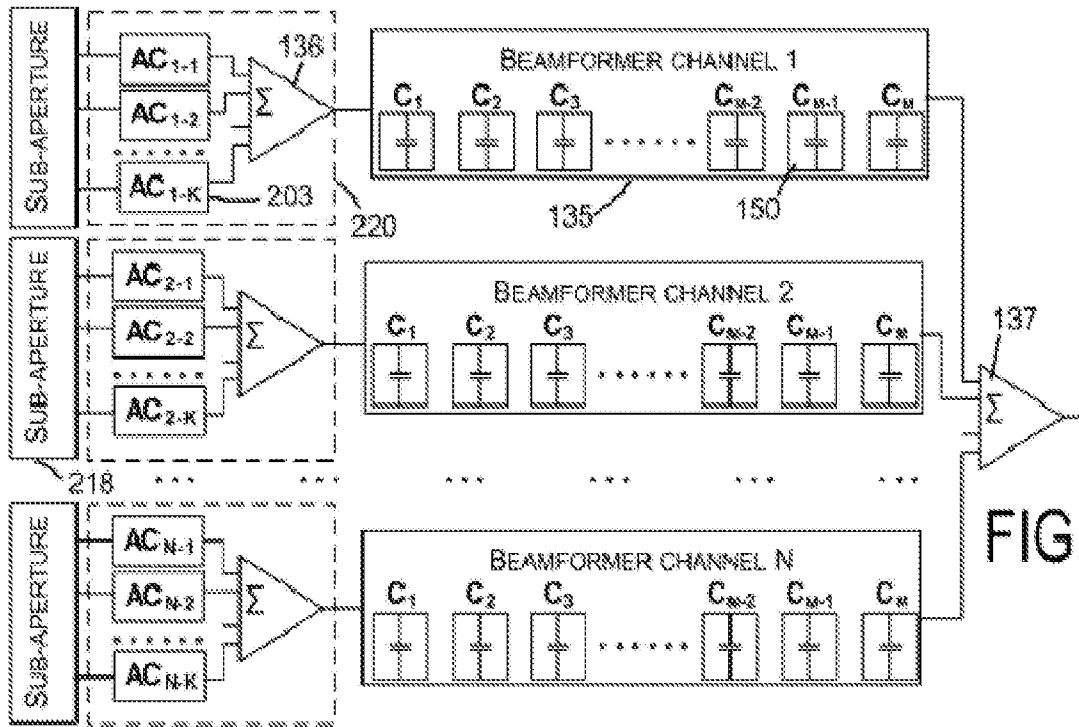 SUB-APERTURE
AC1-1
AC1-2
AC1-K
Σ
136
203
220
BEAMFORMER CHANNEL 1
C1 C2 C3 CM-2 CM-1 CM
135
150
SUB-APERTURE
AC2-1
AC2-2
AC2-K
Σ
BEAMFORMER CHANNEL 2
C1 C2 C3 CM-2 CM-1 CM
137
Σ
218
SUB-APERTURE
ACN-1
ACN-2
ACN-K
Σ
BEAMFORMER CHANNEL N
C1 C2 C3 CM-2 CM-1 CM
FIG